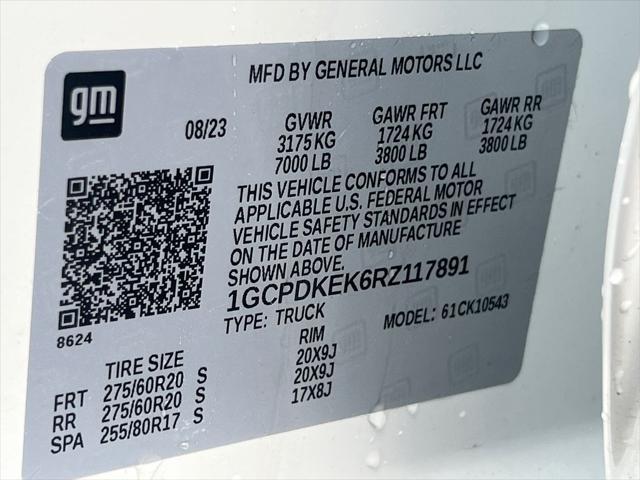 gm
MFD BY GENERAL MOTORS LLC
08/23 GVWR GAWR FRT GAWR RR
3175 KG 1724 KG 1724 KG
7000 LB 3800 LB 3800 LB
THIS VEHICLE CONFORMS TO ALL
APPLICABLE U.S. FEDERAL MOTOR
VEHICLE SAFETY STANDARDS IN EFFECT
ON THE DATE OF MANUFACTURE
SHOWN ABOVE.
1GCPDKEK6RZ117891
8624
TYPE: TRUCK MODEL: 61CK10543
TIRE SIZE RIM
FRT 275/60R20 S 20X9J
RR 275/60R20 S 20X9J
SPA 255/80R17 S 17X8J